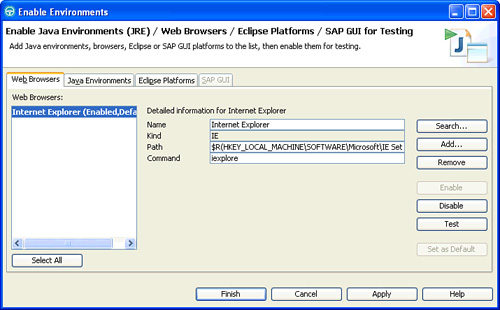 Enable Environments
Enable Java Environments (JRE) / Web Browsers / Eclipse Platforms / SAP GUI for Testing
Add Java environments, browsers, Eclipse or SAP GUI platforms to the list, then enable them for testing.
Web Browsers Java Environments Eclipse Platforms SAP GUI
Web Browsers:
Internet Explorer (Enabled,Defa
Detailed information for Internet Explorer
Name Internet Explorer
Kind IE
Path $R(HKEY_LOCAL_MACHINE\SOFTWARE\Microsoft\IE Set
Command iexplore
Search...
Add...
Remove
Enable
Disable
Test
Set as Default
Select All
Finish Cancel Apply Help